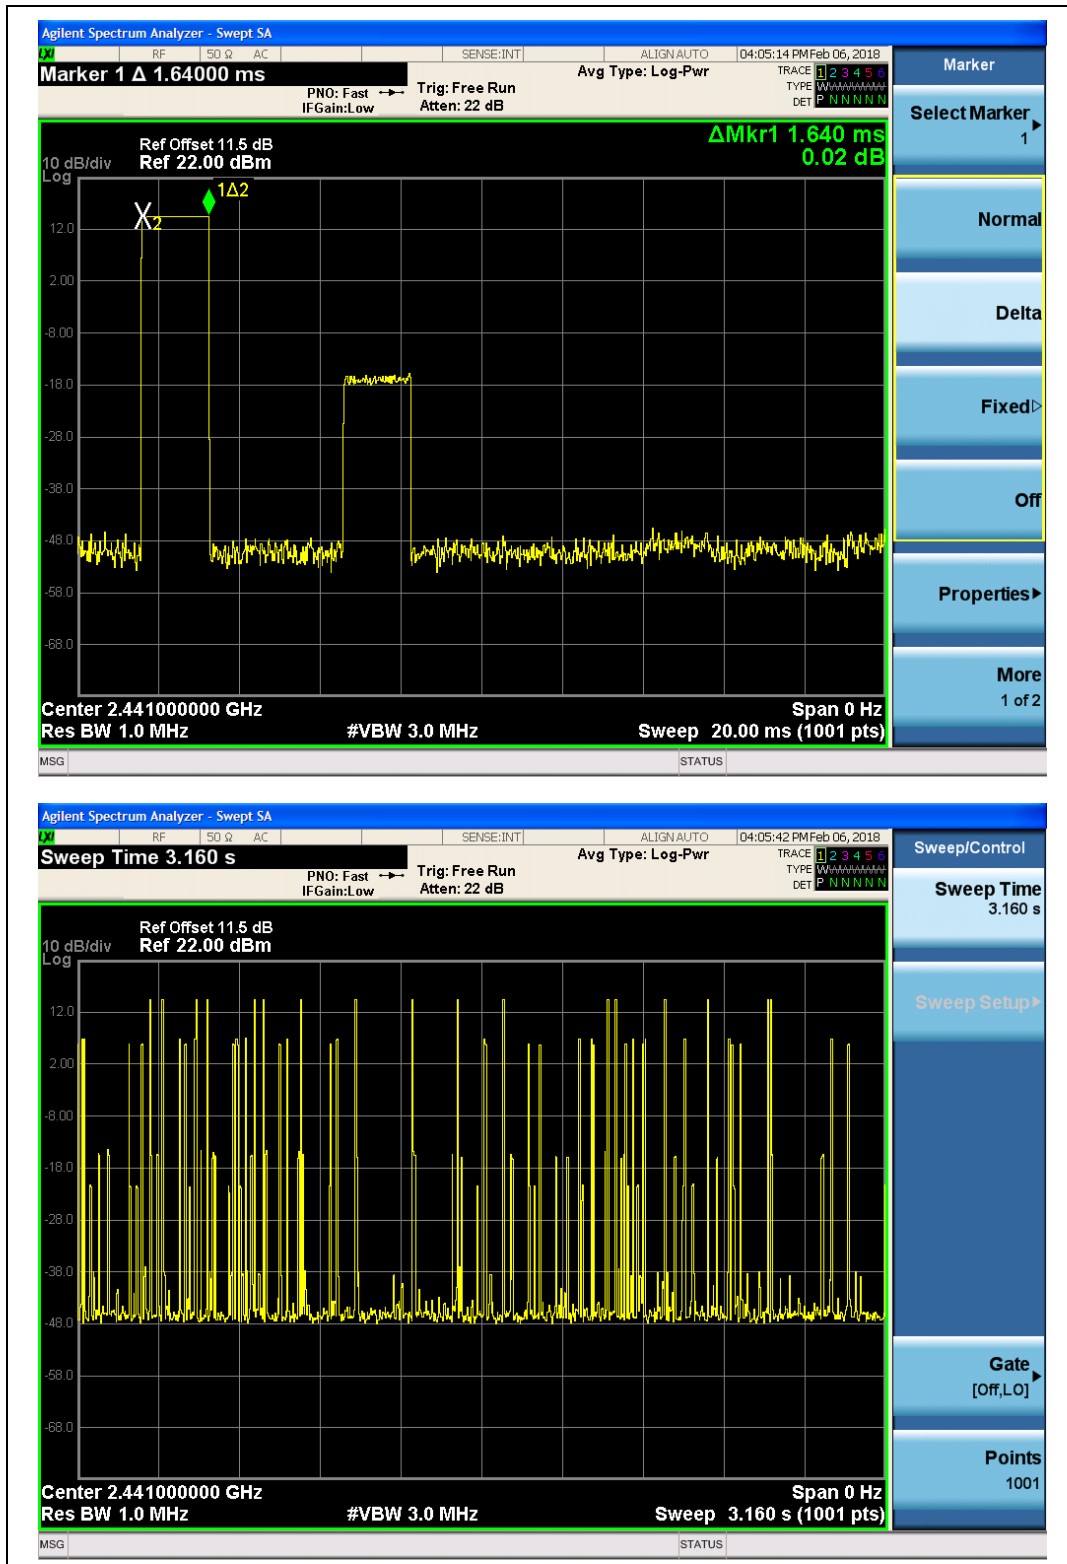 Agilent Spectrum Analyzer - Swept SA
LXI RF 50 Ω AC SENSE:INT ALIGN AUTO 04:05:14 PM Feb 06, 2018
Marker 1 Δ 1.64000 ms
PNO: Fast
IFGain:Low
Trig: Free Run
Atten: 22 dB
Avg Type: Log-Pwr
TRACE 1 2 3 4 5 6
TYPE
DET P N N N N N
Ref Offset 11.5 dB
10 dB/div Ref 22.00 dBm
Log
ΔMkr1 1.640 ms
0.02 dB
1Δ2
X2
12.0
2.00
-8.00
-18.0
-28.0
-38.0
-48.0
-58.0
-68.0
Center 2.441000000 GHz Span 0 Hz
Res BW 1.0 MHz #VBW 3.0 MHz Sweep 20.00 ms (1001 pts)
MSG STATUS
Marker
Select Marker
1
Normal
Delta
Fixed
Off
Properties
More
1 of 2
Agilent Spectrum Analyzer - Swept SA
LXI RF 50 Ω AC SENSE:INT ALIGN AUTO 04:05:42 PM Feb 06, 2018
Sweep Time 3.160 s
PNO: Fast
IFGain:Low
Trig: Free Run
Atten: 22 dB
Avg Type: Log-Pwr
TRACE 1 2 3 4 5 6
TYPE
DET P N N N N N
Ref Offset 11.5 dB
10 dB/div Ref 22.00 dBm
Log
12.0
2.00
-8.00
-18.0
-28.0
-38.0
-48.0
-58.0
-68.0
Center 2.441000000 GHz Span 0 Hz
Res BW 1.0 MHz #VBW 3.0 MHz Sweep 3.160 s (1001 pts)
MSG STATUS
Sweep/Control
Sweep Time
3.160 s
Sweep Setup
Gate
[Off,LO]
Points
1001